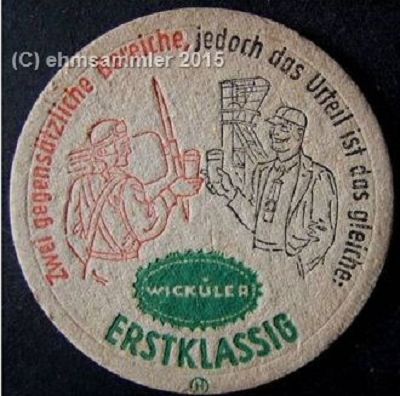 (C) ehmsammler 2015
Zwei gegensätzliche Bereiche, jedoch das Urteil ist das gleiche:
WICKÜLER
ERSTKLASSIG
H